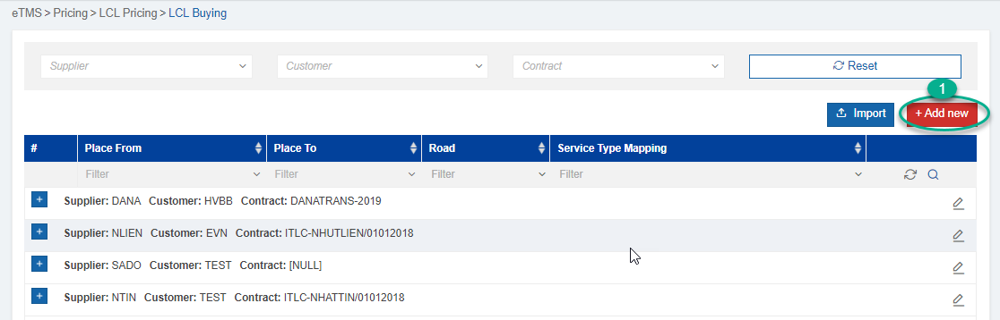 eTMS > Pricing > LCL Pricing > LCL Buying
Supplier Customer Contract Reset
1
Import + Add new
# Place From Place To Road Service Type Mapping
Filter Filter Filter Filter
+ Supplier: DANA Customer: HVBB Contract: DANATRANS-2019
+ Supplier: NLIEN Customer: EVN Contract: ITLC-NHUTLIEN/01012018
+ Supplier: SADO Customer: TEST Contract: [NULL]
+ Supplier: NTIN Customer: TEST Contract: ITLC-NHATTIN/01012018